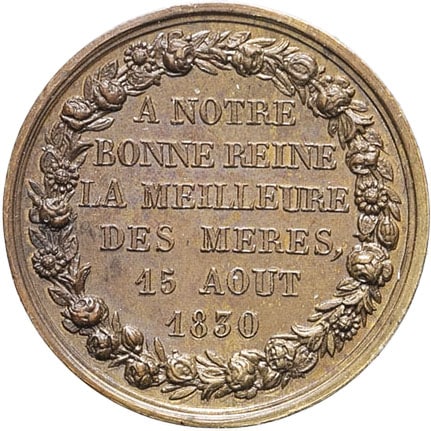 A NOTRE
BONNE REINE
LA MEILLEURE
DES MERES,
15 AOUT
1830